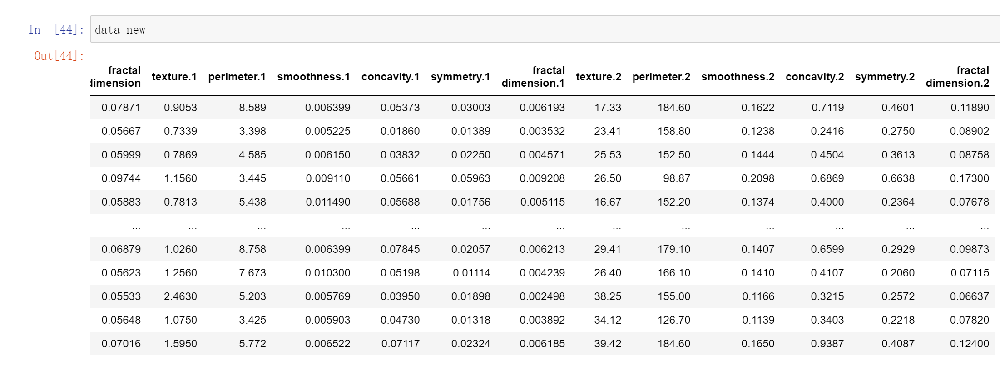 In [44]: data_new
Out[44]:
fractal dimension texture.1 perimeter.1 smoothness.1 concavity.1 symmetry.1 fractal dimension.1 texture.2 perimeter.2 smoothness.2 concavity.2 symmetry.2 fractal dimension.2
0.07871 0.9053 8.589 0.006399 0.05373 0.03003 0.006193 17.33 184.60 0.1622 0.7119 0.4601 0.11890
0.05667 0.7339 3.398 0.005225 0.01860 0.01389 0.003532 23.41 158.80 0.1238 0.2416 0.2750 0.08902
0.05999 0.7869 4.585 0.006150 0.03832 0.02250 0.004571 25.53 152.50 0.1444 0.4504 0.3613 0.08758
0.09744 1.1560 3.445 0.009110 0.05661 0.05963 0.009208 26.50 98.87 0.2098 0.6869 0.6638 0.17300
0.05883 0.7813 5.438 0.011490 0.05688 0.01756 0.005115 16.67 152.20 0.1374 0.4000 0.2364 0.07678
... ... ... ... ... ... ... ... ... ... ... ... ...
0.06879 1.0260 8.758 0.006399 0.07845 0.02057 0.006213 29.41 179.10 0.1407 0.6599 0.2929 0.09873
0.05623 1.2560 7.673 0.010300 0.05198 0.01114 0.004239 26.40 166.10 0.1410 0.4107 0.2060 0.07115
0.05533 2.4630 5.203 0.005769 0.03950 0.01898 0.002498 38.25 155.00 0.1166 0.3215 0.2572 0.06637
0.05648 1.0750 3.425 0.005903 0.04730 0.01318 0.003892 34.12 126.70 0.1139 0.3403 0.2218 0.07820
0.07016 1.5950 5.772 0.006522 0.07117 0.02324 0.006185 39.42 184.60 0.1650 0.9387 0.4087 0.12400